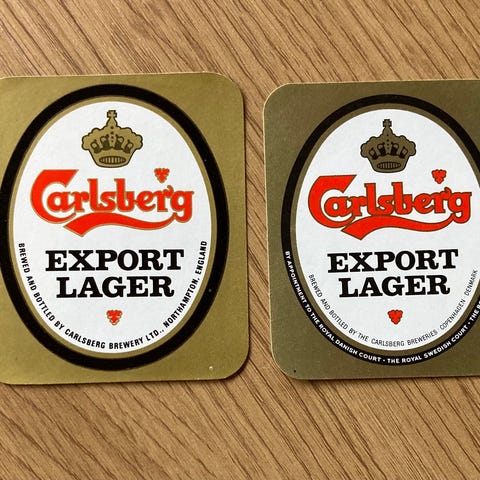 Carlsberg
EXPORT
LAGER
BREWED AND BOTTLED BY CARLSBERG BREWERY LTD., NORTHAMPTON, ENGLAND
Carlsberg
EXPORT
LAGER
BREWED AND BOTTLED BY THE CARLSBERG BREWERIES COPENHAGEN DENMARK
BY APPOINTMENT TO THE ROYAL DANISH COURT • THE ROYAL SWEDISH COURT •